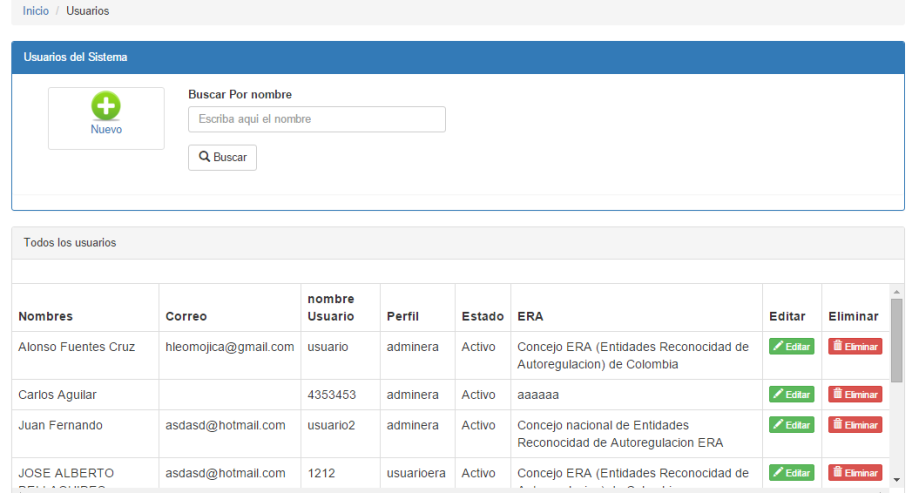 Inicio / Usuarios
Usuarios del Sistema
Nuevo
Buscar Por nombre
Escriba aqui el nombre
Buscar
Todos los usuarios
Nombres Correo nombre Usuario Perfil Estado ERA Editar Eliminar
Alonso Fuentes Cruz hleomojica@gmail.com usuario adminera Activo Concejo ERA (Entidades Reconocidad de Autoregulacion) de Colombia Editar Eliminar
Carlos Aguilar 4353453 adminera Activo aaaaaa Editar Eliminar
Juan Fernando asdasd@hotmail.com usuario2 adminera Activo Concejo nacional de Entidades Reconocidad de Autoregulacion ERA Editar Eliminar
JOSE ALBERTO asdasd@hotmail.com 1212 usuarioera Activo Concejo ERA (Entidades Reconocidad de Editar Eliminar